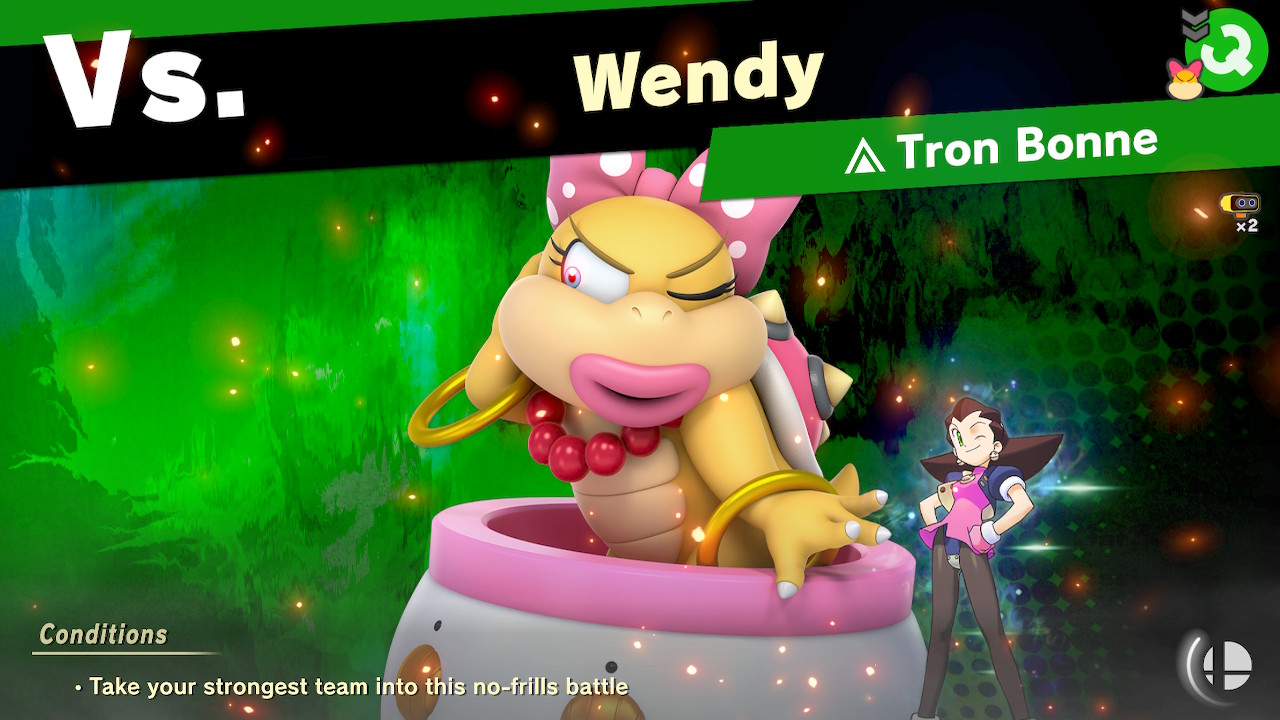 Vs.
Wendy
Q
Tron Bonne
×2
Conditions
• Take your strongest team into this no-frills battle